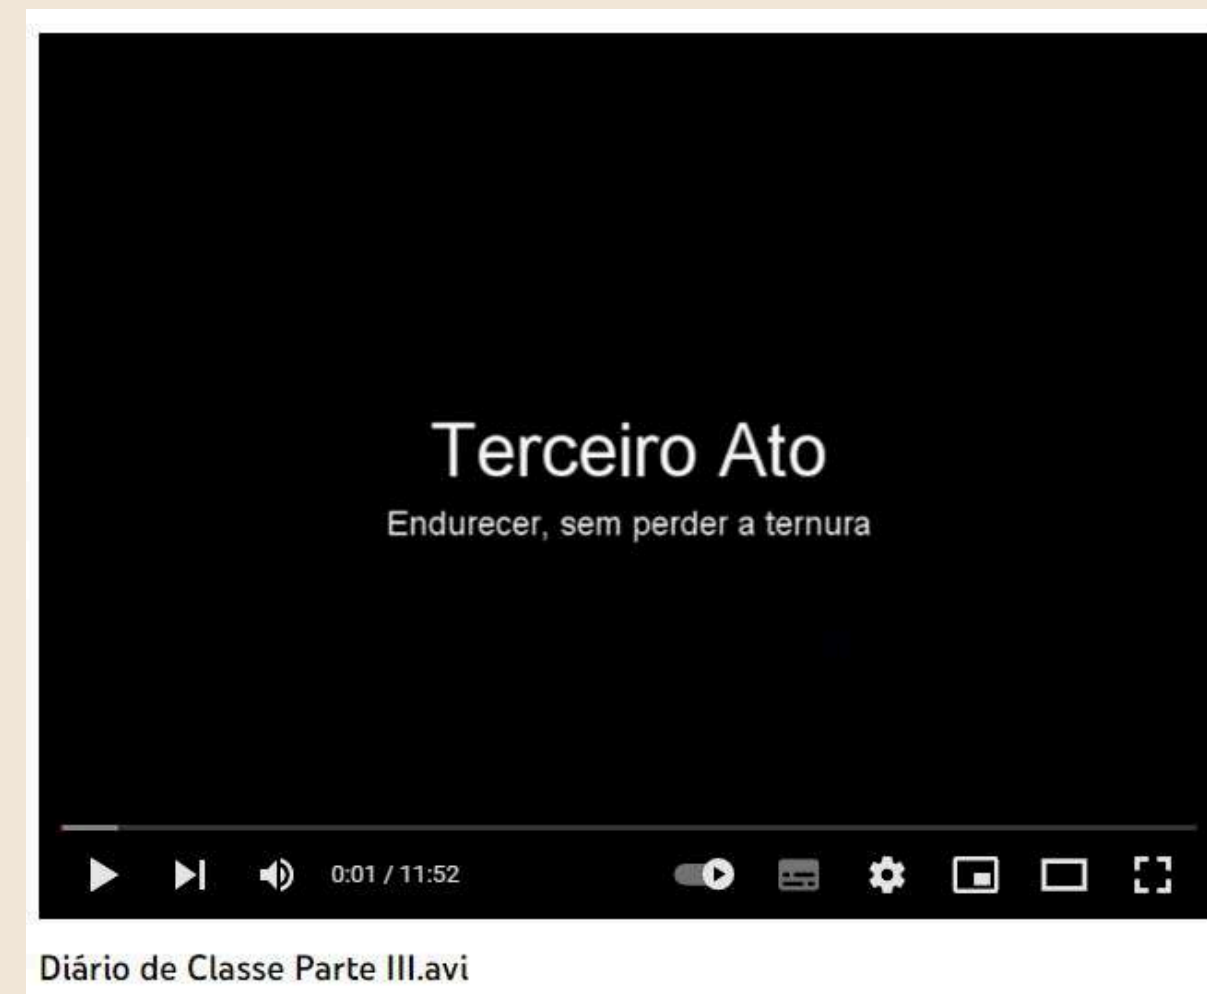 Terceiro Ato
Endurecer, sem perder a ternura
0:01 / 11:52
Diário de Classe Parte III.avi